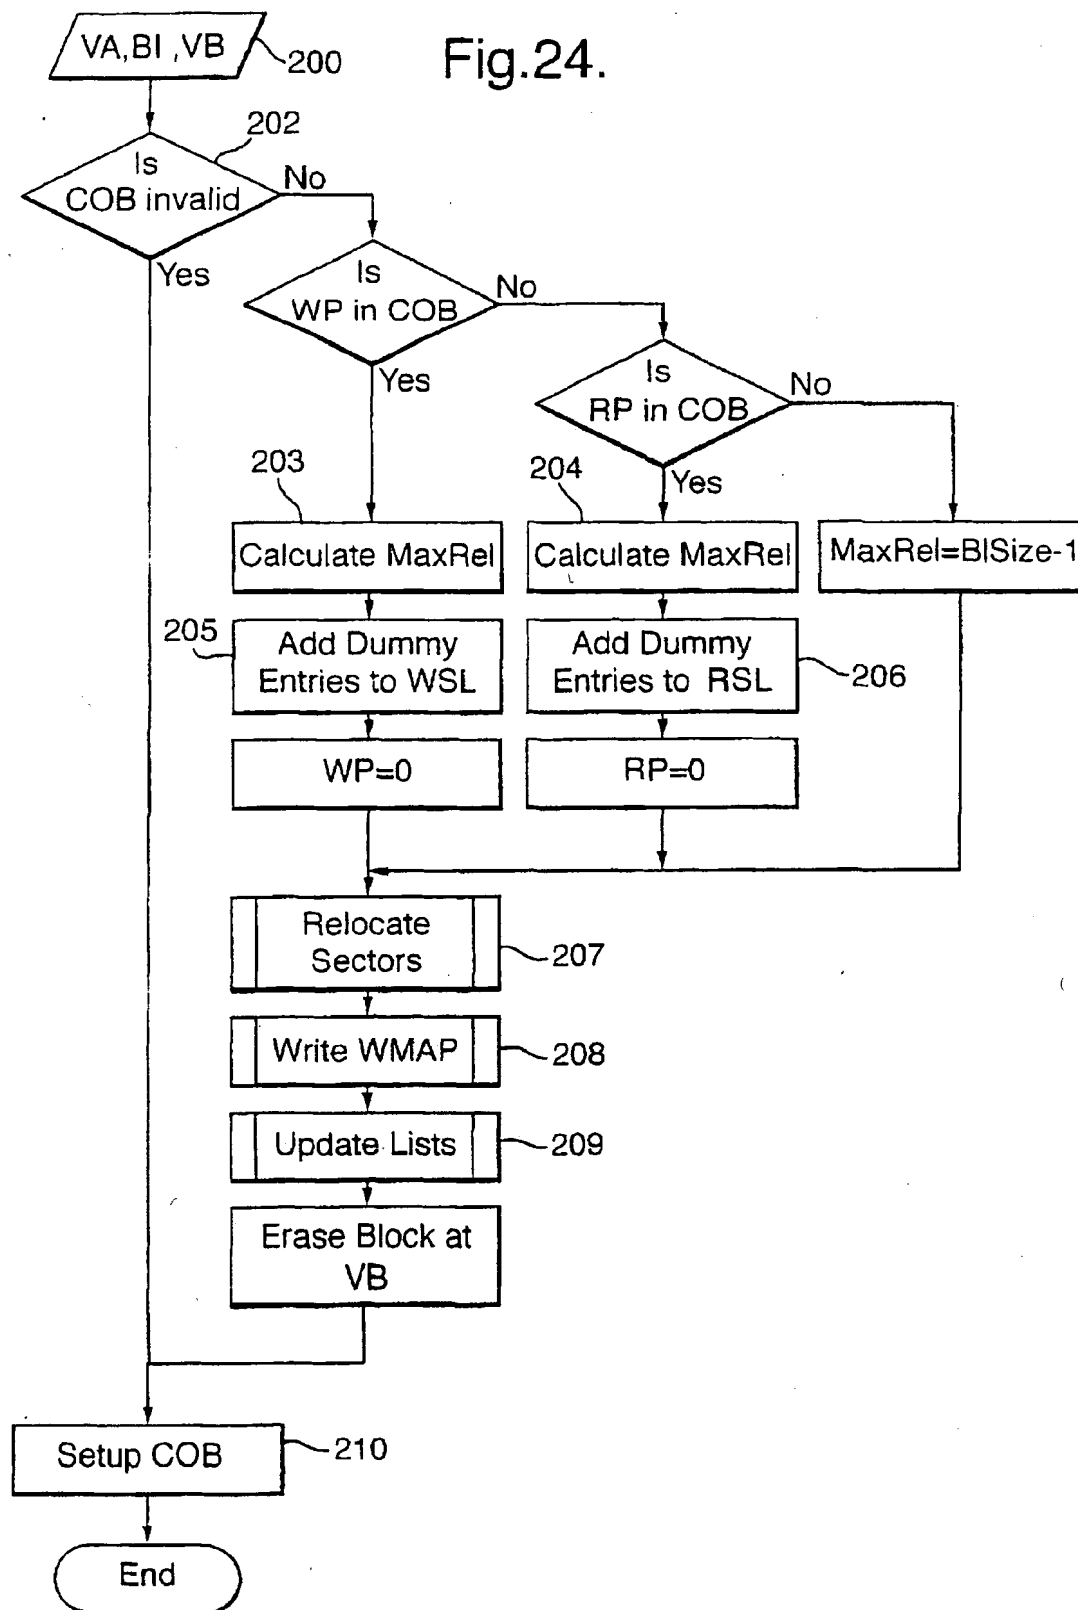 Fig.24.
VA,BI ,VB
200
202
Is
COB invalid
No
Yes
Is
WP in COB
No
Yes
Is
RP in COB
No
Yes
203
Calculate MaxRel
204
Calculate MaxRel
MaxRel=BISize-1
205
Add Dummy
Entries to WSL
Add Dummy
Entries to RSL
206
WP=0
RP=0
Relocate
Sectors
207
Write WMAP
208
Update Lists
209
Erase Block at
VB
Setup COB
210
End